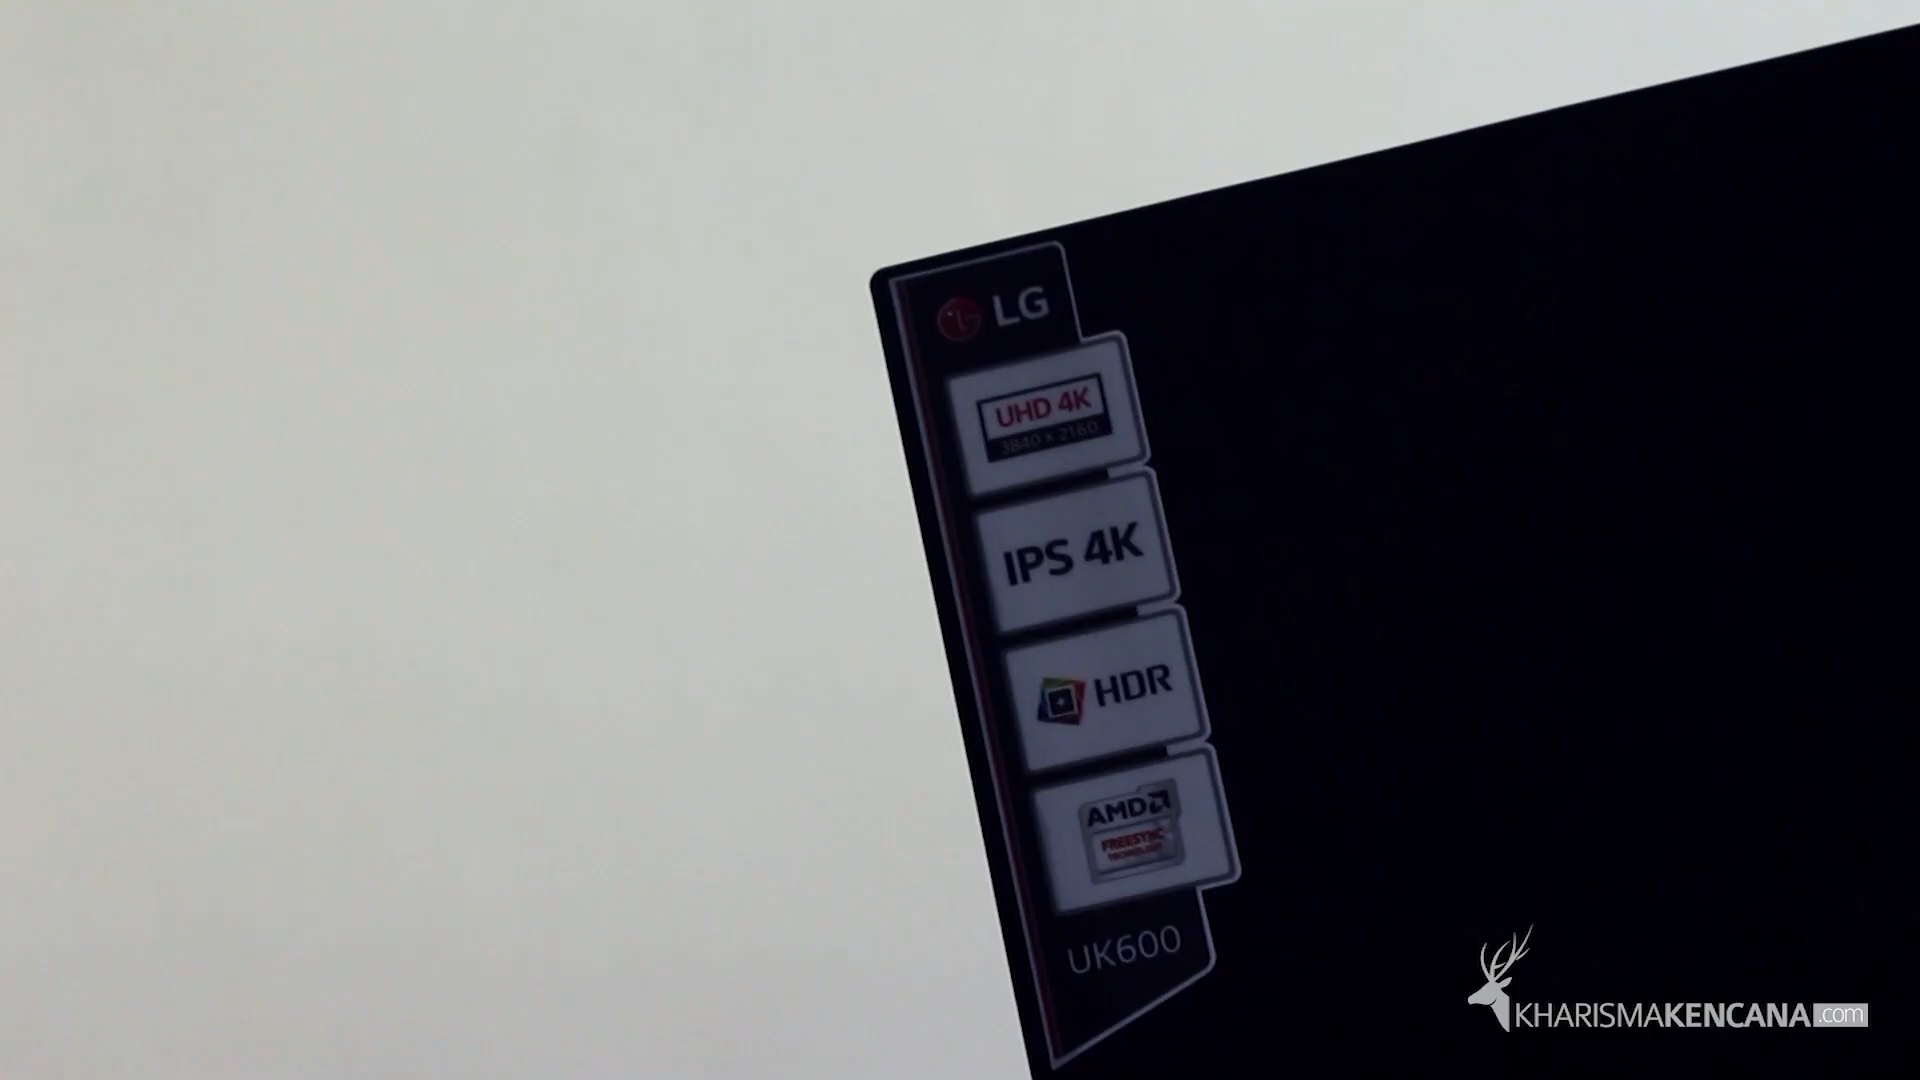 LG
UHD 4K
3840 x 2160
IPS 4K
HDR
AMD
FREESYNC
TECHNOLOGY
UK600
KHARISMAKENCANA.com